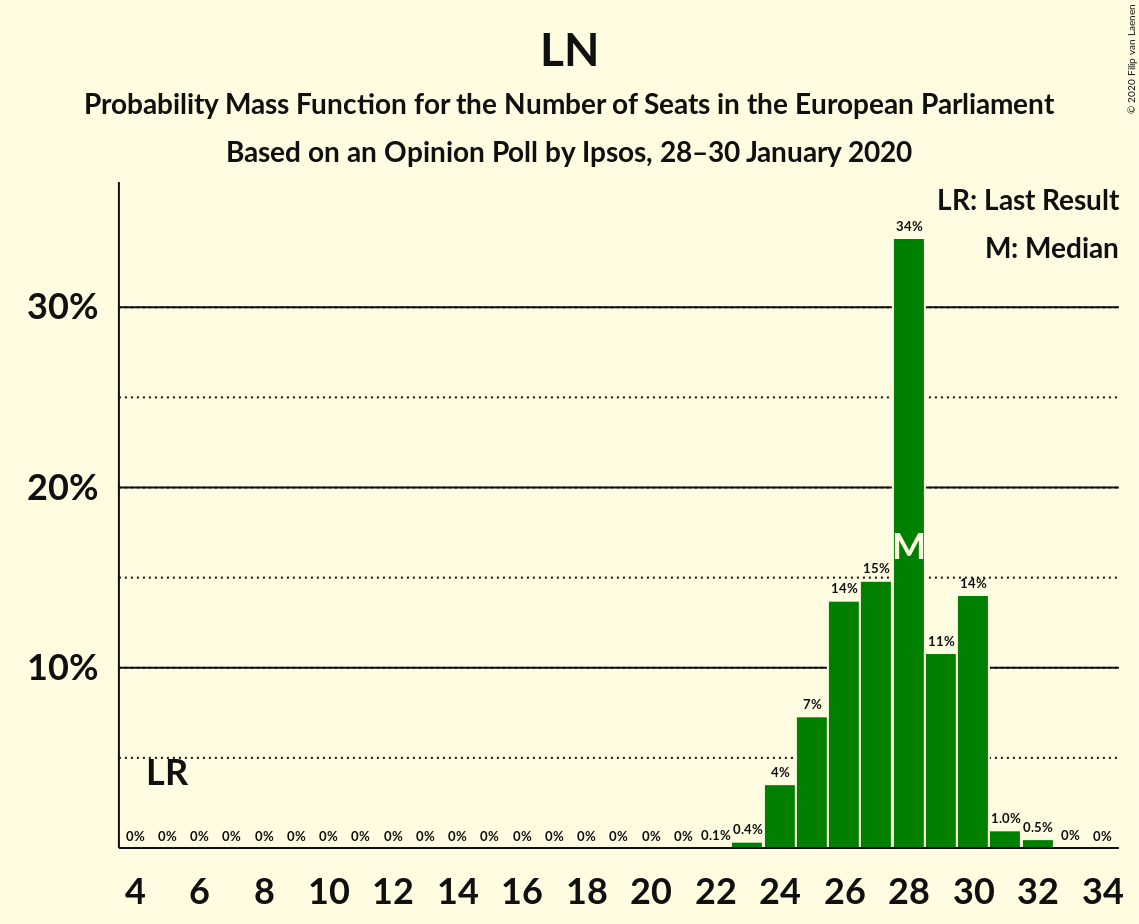 LN
Probability Mass Function for the Number of Seats in the European Parliament
Based on an Opinion Poll by Ipsos, 28–30 January 2020
© 2020 Filip van Laenen
LR: Last Result
M: Median
34%
30%
20%
M
15%
14%
14%
11%
10%
7%
LR
4%
0% 0% 0% 0% 0% 0% 0% 0% 0% 0% 0% 0% 0% 0% 0% 0% 0% 0% 0.1% 0.4% 1.0% 0.5% 0% 0%
4 6 8 10 12 14 16 18 20 22 24 26 28 30 32 34